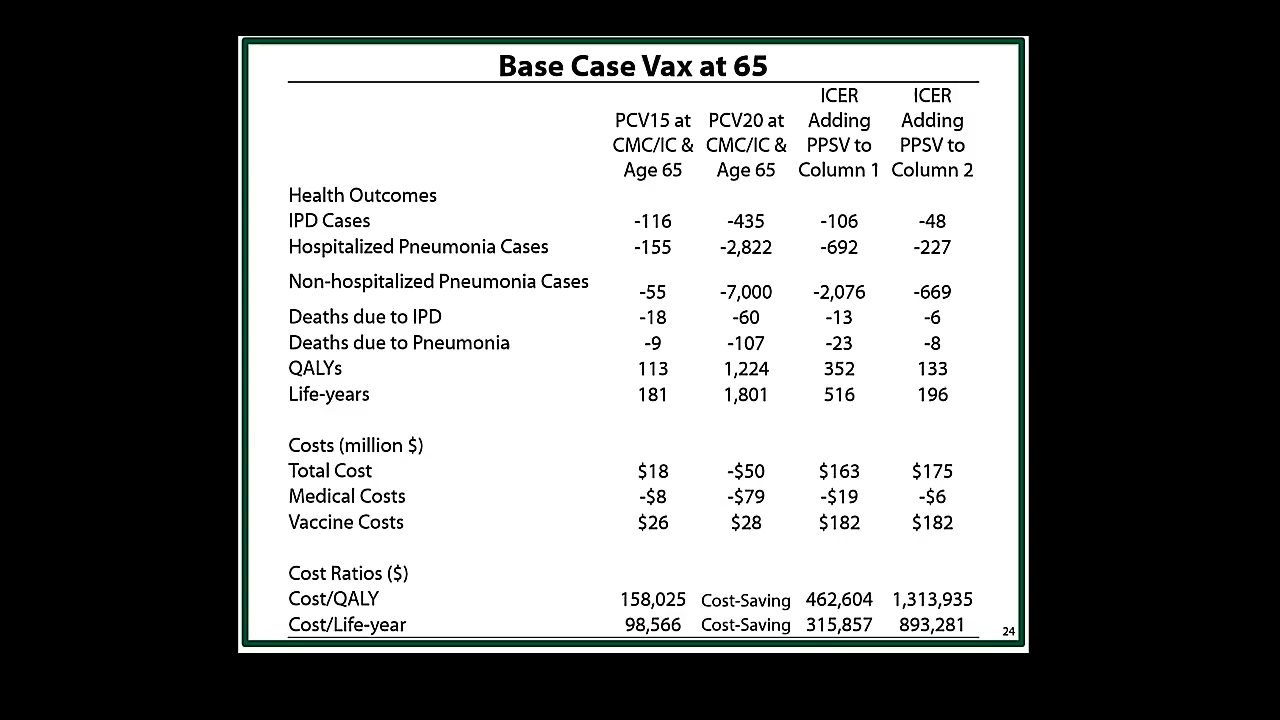 Base Case Vax at 65
ICER ICER
PCV15 at PCV20 at Adding Adding
CMC/IC & CMC/IC & PPSV to PPSV to
Age 65 Age 65 Column 1 Column 2
Health Outcomes
IPD Cases -116 -435 -106 -48
Hospitalized Pneumonia Cases -155 -2,822 -692 -227
Non-hospitalized Pneumonia Cases -55 -7,000 -2,076 -669
Deaths due to IPD -18 -60 -13 -6
Deaths due to Pneumonia -9 -107 -23 -8
QALYs 113 1,224 352 133
Life-years 181 1,801 516 196
Costs (million $)
Total Cost $18 -$50 $163 $175
Medical Costs -$8 -$79 -$19 -$6
Vaccine Costs $26 $28 $182 $182
Cost Ratios ($)
Cost/QALY 158,025 Cost-Saving 462,604 1,313,935
Cost/Life-year 98,566 Cost-Saving 315,857 893,281
24